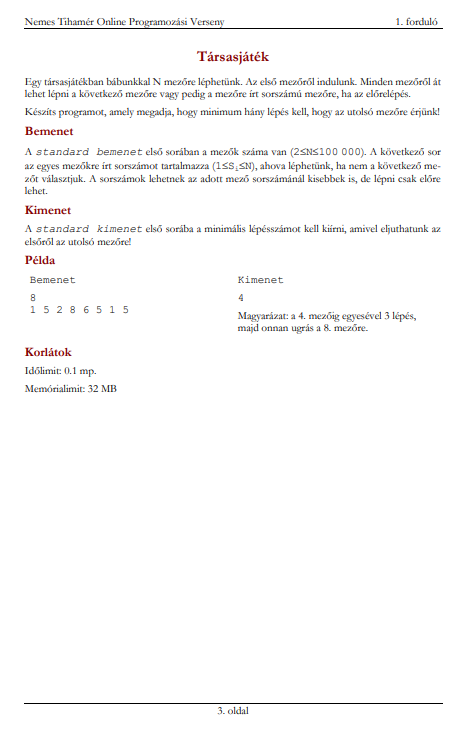 Nemes Tihamér Online Programozási Verseny 1. forduló
Társasjáték
Egy társasjátékban bábunkkal N mezőre léphetünk. Az első mezőről indulunk. Minden mezőről át
lehet lépni a következő mezőre vagy pedig a mezőre írt sorszámú mezőre, ha az előrelépés.
Készíts programot, amely megadja, hogy minimum hány lépés kell, hogy az utolsó mezőre érjünk!
Bemenet
A standard bemenet első sorában a mezők száma van (2≤N≤100 000). A következő sor
az egyes mezőkre írt sorszámot tartalmazza (1≤Sᵢ≤N), ahova léphetünk, ha nem a következő me-
zőt választjuk. A sorszámok lehetnek az adott mező sorszámánál kisebbek is, de lépni csak előre
lehet.
Kimenet
A standard kimenet első sorába a minimális lépésszámot kell kiírni, amivel eljuthatunk az
elsőről az utolsó mezőre!
Példa
Bemenet Kimenet
8 4
1 5 2 8 6 5 1 5
Magyarázat: a 4. mezőig egyesével 3 lépés,
majd onnan ugrás a 8. mezőre.
Korlátok
Időlimit: 0.1 mp.
Memórialimit: 32 MB
3. oldal